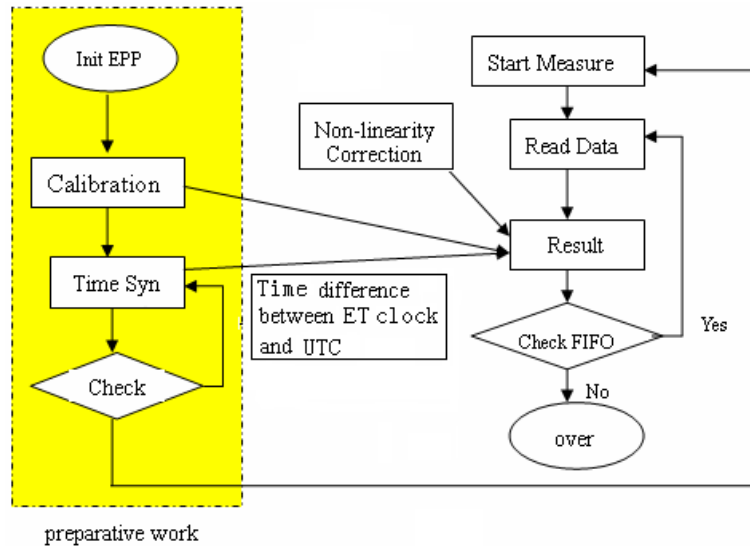 Init EPP
Calibration
Time Syn
Check
preparative work
Non-linearity
Correction
Time difference
between ET clock
and UTC
Start Measure
Read Data
Result
Check FIFO
Yes
No
over